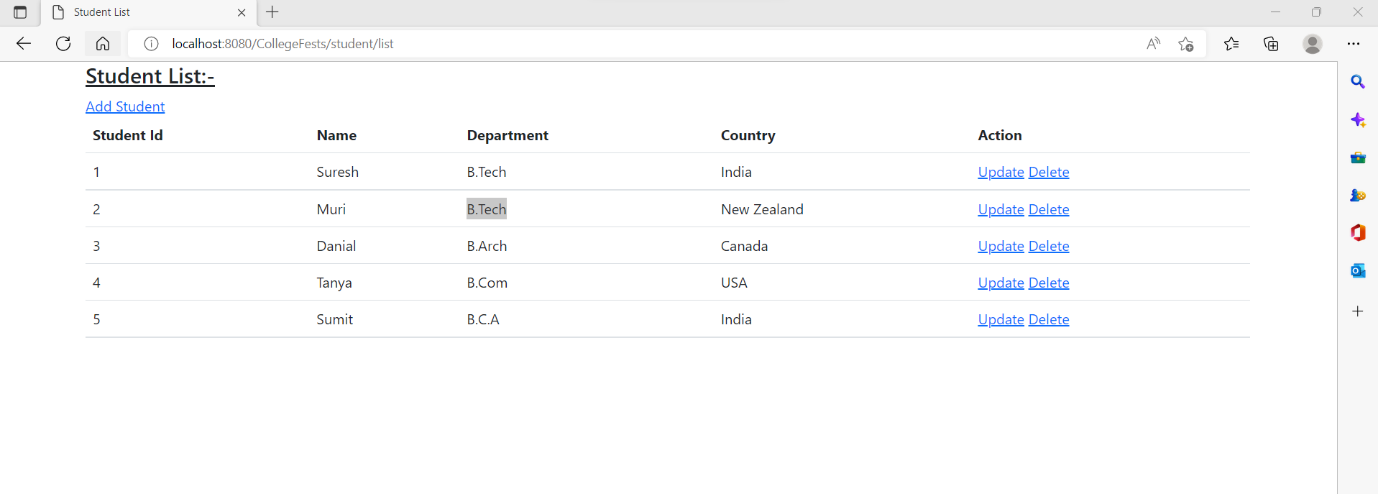 Student List
localhost:8080/CollegeFests/student/list
Student List:-
Add Student
Student Id Name Department Country Action
1 Suresh B.Tech India Update Delete
2 Muri B.Tech New Zealand Update Delete
3 Danial B.Arch Canada Update Delete
4 Tanya B.Com USA Update Delete
5 Sumit B.C.A India Update Delete